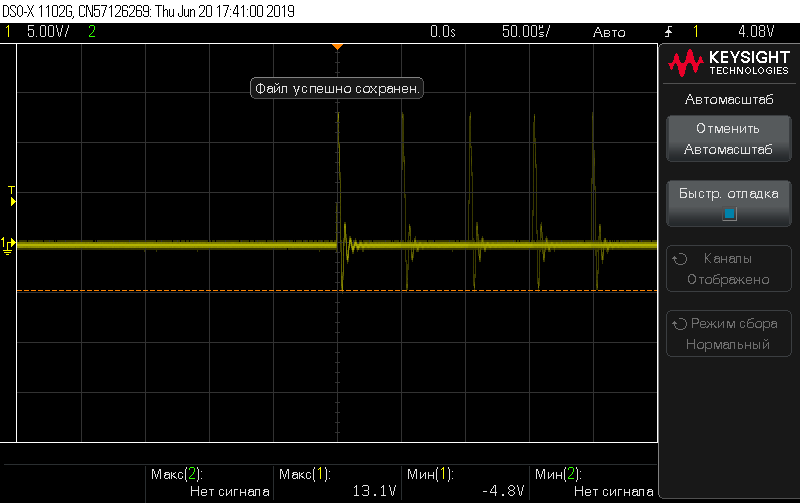 DSO-X 1102G, CN57126269: Thu Jun 20 17:41:00 2019
1 5.00V/ 2 0.0s 50.00µs/ Авто 1 4.08V
KEYSIGHT
TECHNOLOGIES
Автомасштаб
Файл успешно сохранен.
Отменить
Автомасштаб
T
Быстр. отладка
1
Каналы
Отображено
Режим сбора
Нормальный
Макс(2): Макс(1): Мин(1): Мин(2):
Нет сигнала 13.1V -4.8V Нет сигнала